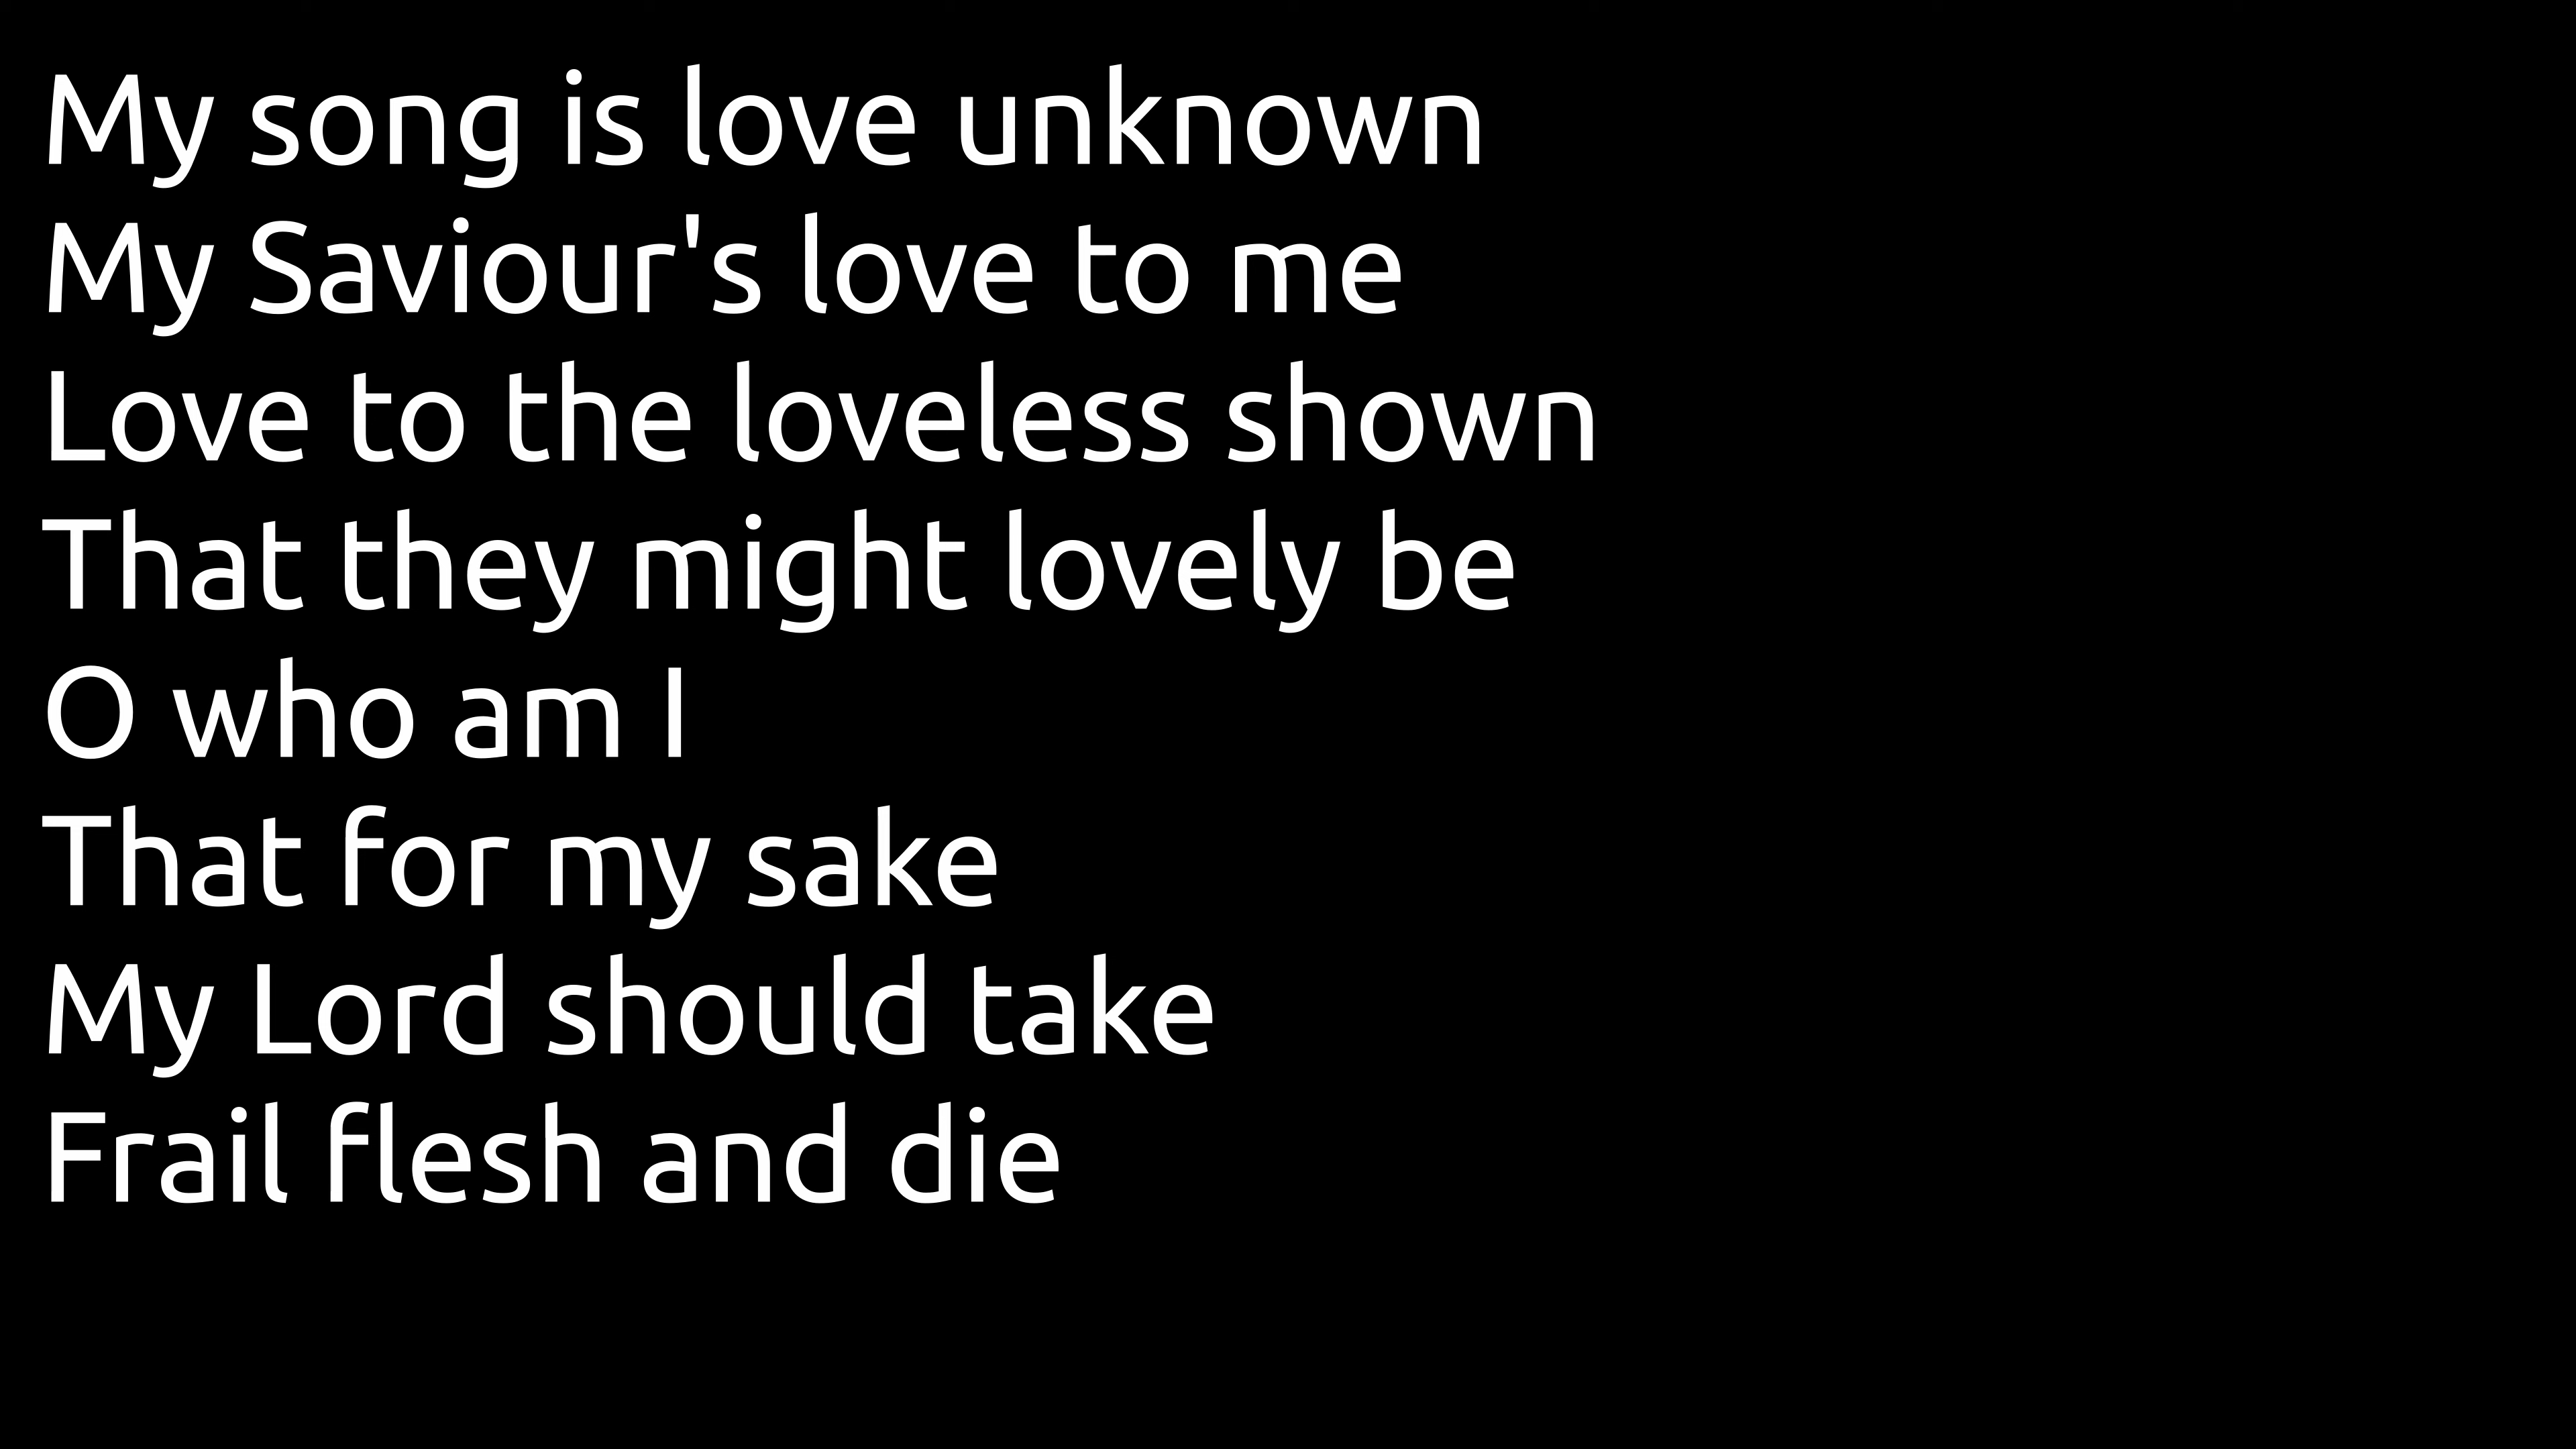 My song is love unknown
My Saviour's love to me
Love to the loveless shown
That they might lovely be
O who am I
That for my sake
My Lord should take
Frail flesh and die